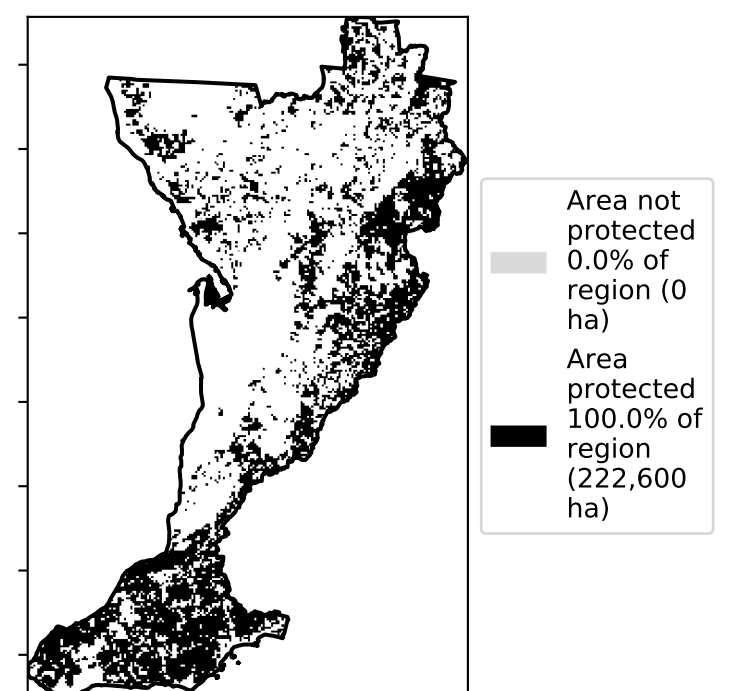 Area not
protected
0.0% of
region (0
ha)
Area
protected
100.0% of
region
(222,600
ha)